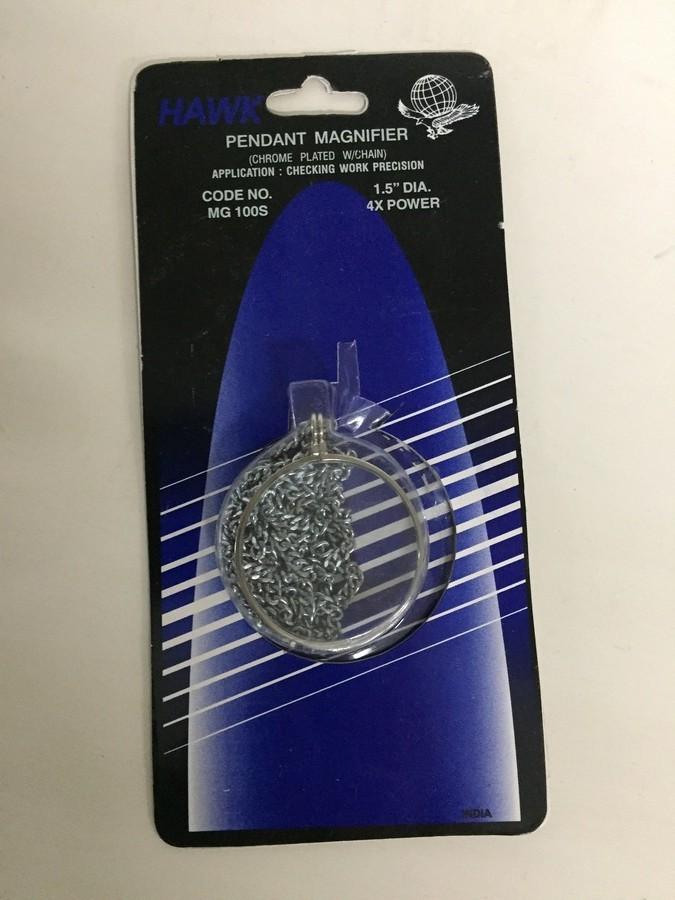 HAWK
PENDANT MAGNIFIER
(CHROME PLATED W/CHAIN)
APPLICATION : CHECKING WORK PRECISION
CODE NO.
MG 100S
1.5" DIA.
4X POWER
INDIA